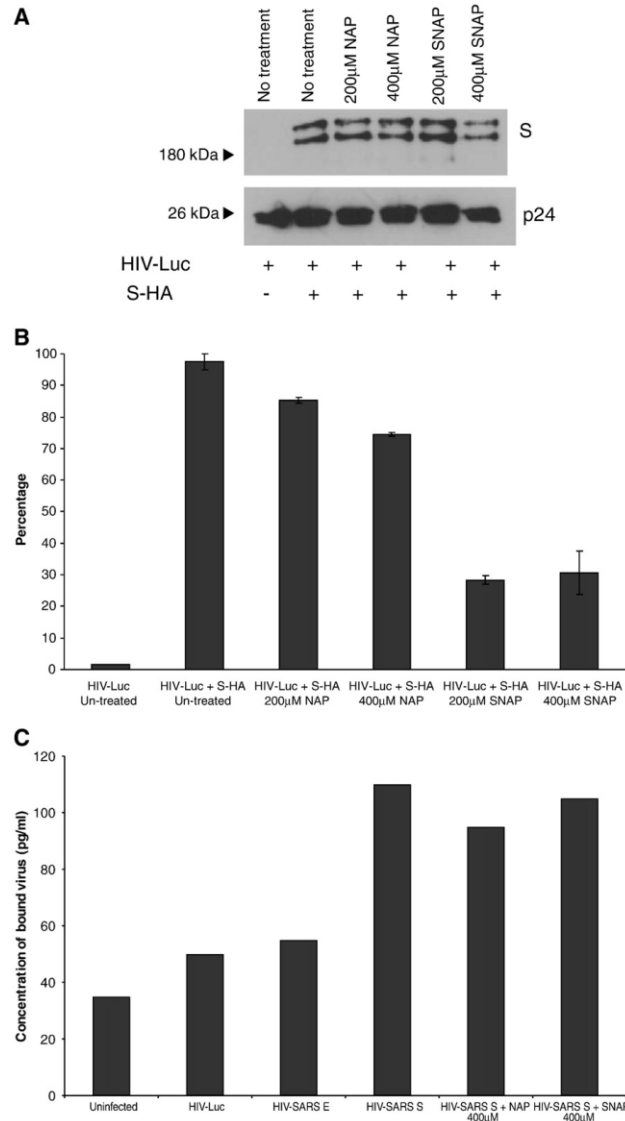 A
No treatment
No treatment
200µM NAP
400µM NAP
200µM SNAP
400µM SNAP
S
180 kDa
26 kDa
p24
HIV-Luc + + + + + +
S-HA - + + + + +
B
100
90
80
70
60
50
40
30
20
10
0
Percentage
HIV-Luc HIV-Luc + S-HA HIV-Luc + S-HA HIV-Luc + S-HA HIV-Luc + S-HA HIV-Luc + S-HA
Un-treated Un-treated 200µM NAP 400µM NAP 200µM SNAP 400µM SNAP
C
120
100
80
60
40
20
0
Concentration of bound virus (pg/ml)
Uninfected HIV-Luc HIV-SARS E HIV-SARS S HIV-SARS S + NAP HIV-SARS S + SNAP
400µM 400µM